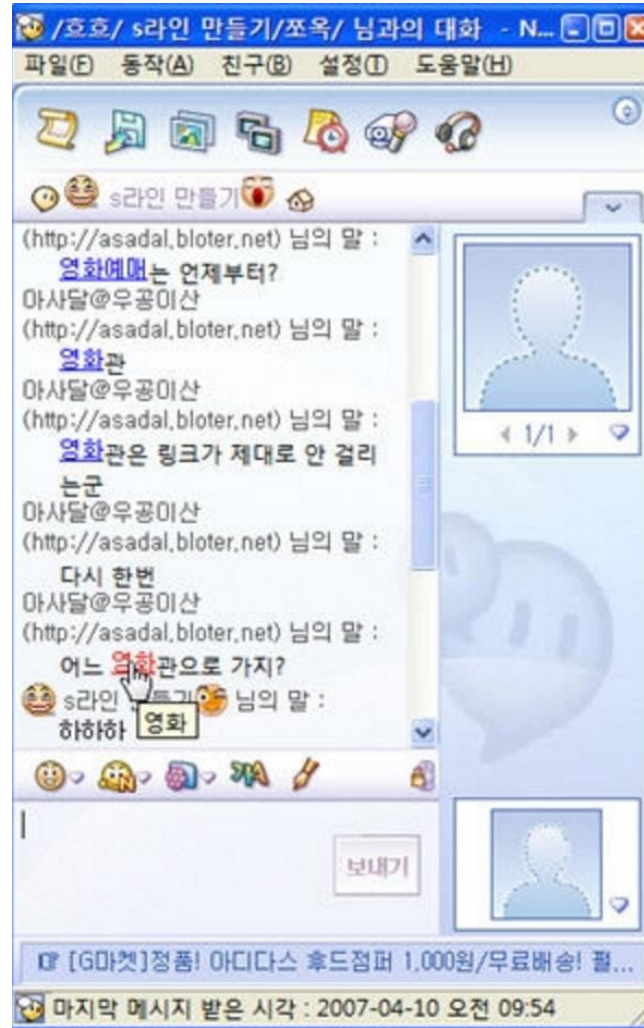 /흐흐/ s라인 만들기/쪼옥/ 님과의 대화 - N...
파일(F) 동작(A) 친구(B) 설정(T) 도움말(H)
s라인 만들기
(http://asadal.bloter.net) 님의 말 :
영화예매는 언제부터?
아사달@우공이산
(http://asadal.bloter.net) 님의 말 :
영화관
아사달@우공이산
(http://asadal.bloter.net) 님의 말 :
영화관은 링크가 제대로 안 걸리
는군
아사달@우공이산
(http://asadal.bloter.net) 님의 말 :
다시 한번
아사달@우공이산
(http://asadal.bloter.net) 님의 말 :
어느 영화관으로 가지?
s라인 만들기 님의 말 :
하하하
영화
1/1
가A
보내기
[G마켓]정품! 아디다스 후드점퍼 1,000원/무료배송! 펄...
마지막 메시지 받은 시각 : 2007-04-10 오전 09:54